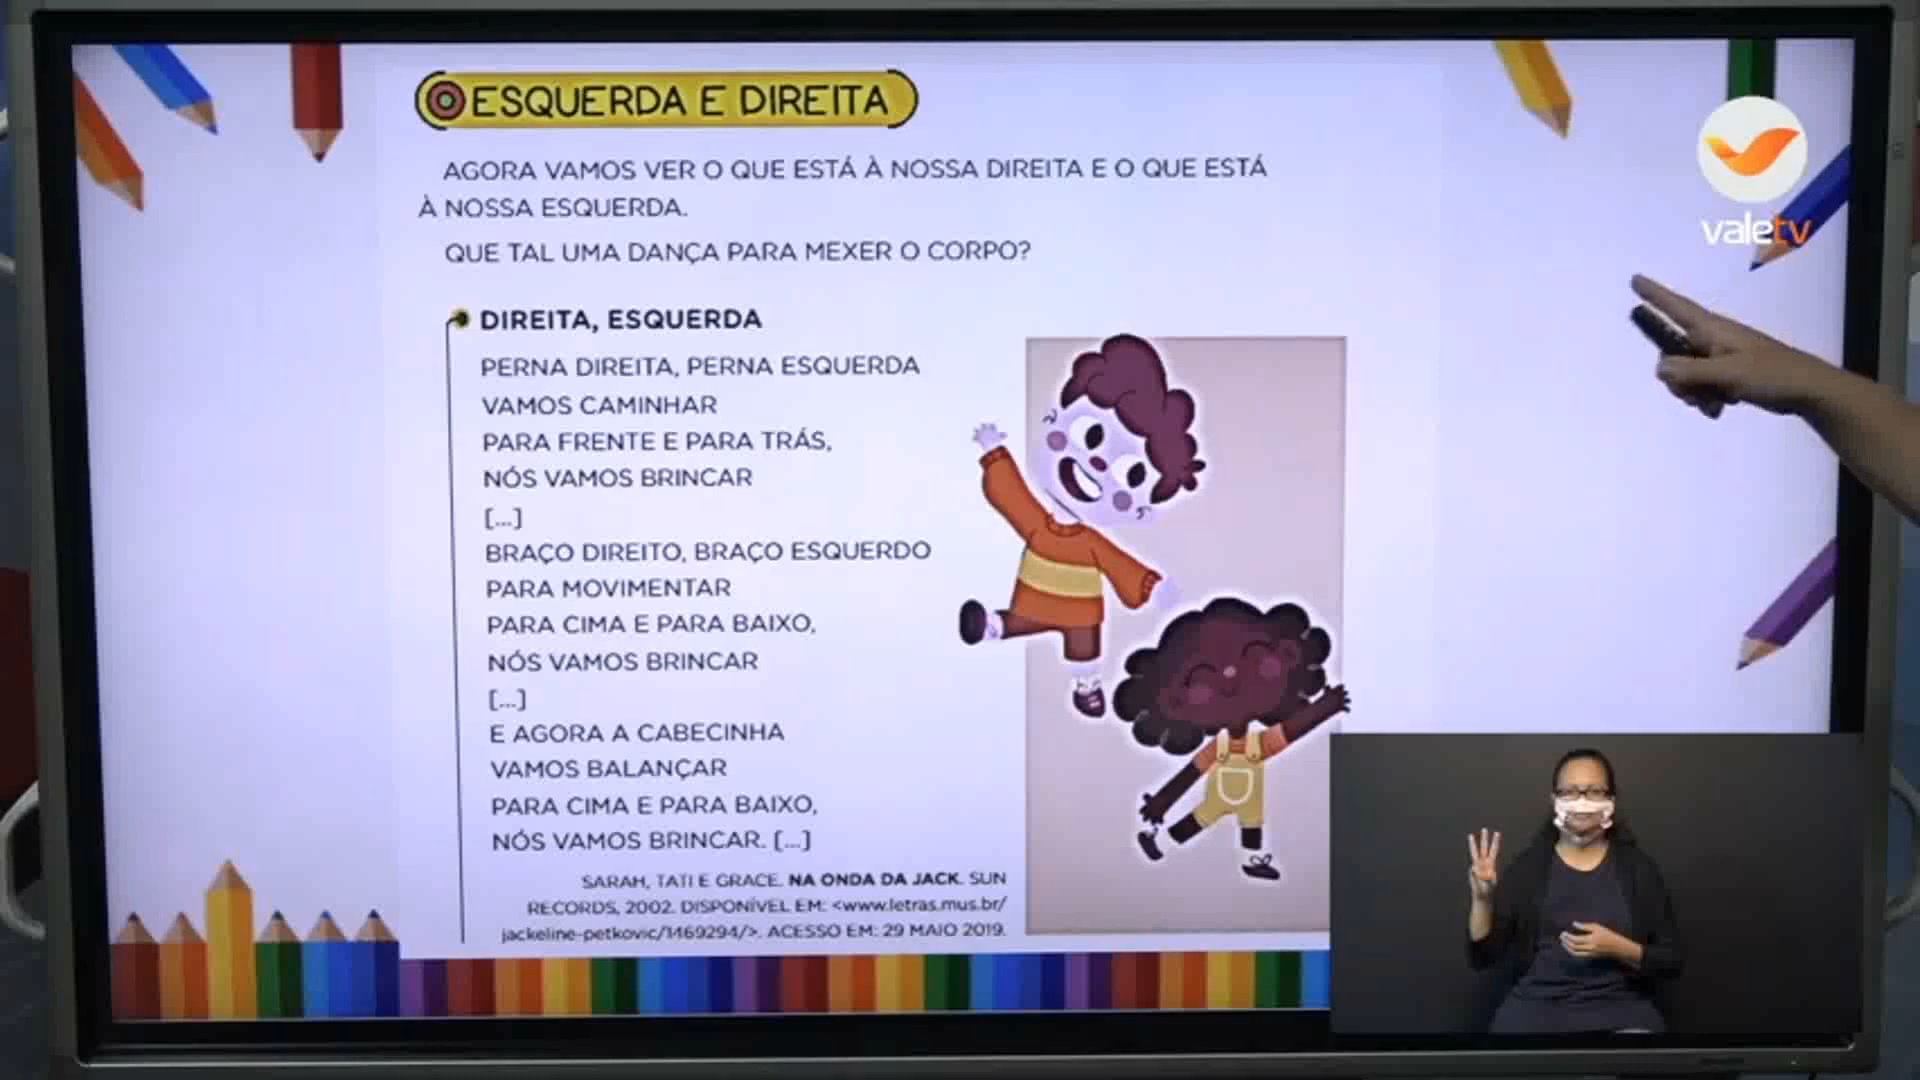 ESQUERDA E DIREITA
AGORA VAMOS VER O QUE ESTÁ À NOSSA DIREITA E O QUE ESTÁ
À NOSSA ESQUERDA.
QUE TAL UMA DANÇA PARA MEXER O CORPO?
DIREITA, ESQUERDA
PERNA DIREITA, PERNA ESQUERDA
VAMOS CAMINHAR
PARA FRENTE E PARA TRÁS,
NÓS VAMOS BRINCAR
[...]
BRAÇO DIREITO, BRAÇO ESQUERDO
PARA MOVIMENTAR
PARA CIMA E PARA BAIXO,
NÓS VAMOS BRINCAR
[...]
E AGORA A CABECINHA
VAMOS BALANÇAR
PARA CIMA E PARA BAIXO,
NÓS VAMOS BRINCAR. [...]
SARAH, TATI E GRACE. NA ONDA DA JACK. SUN
RECORDS, 2002. DISPONÍVEL EM: <www.letras.mus.br/
jackeline-petkovic/1469294/>. ACESSO EM: 29 MAIO 2019.
valetv